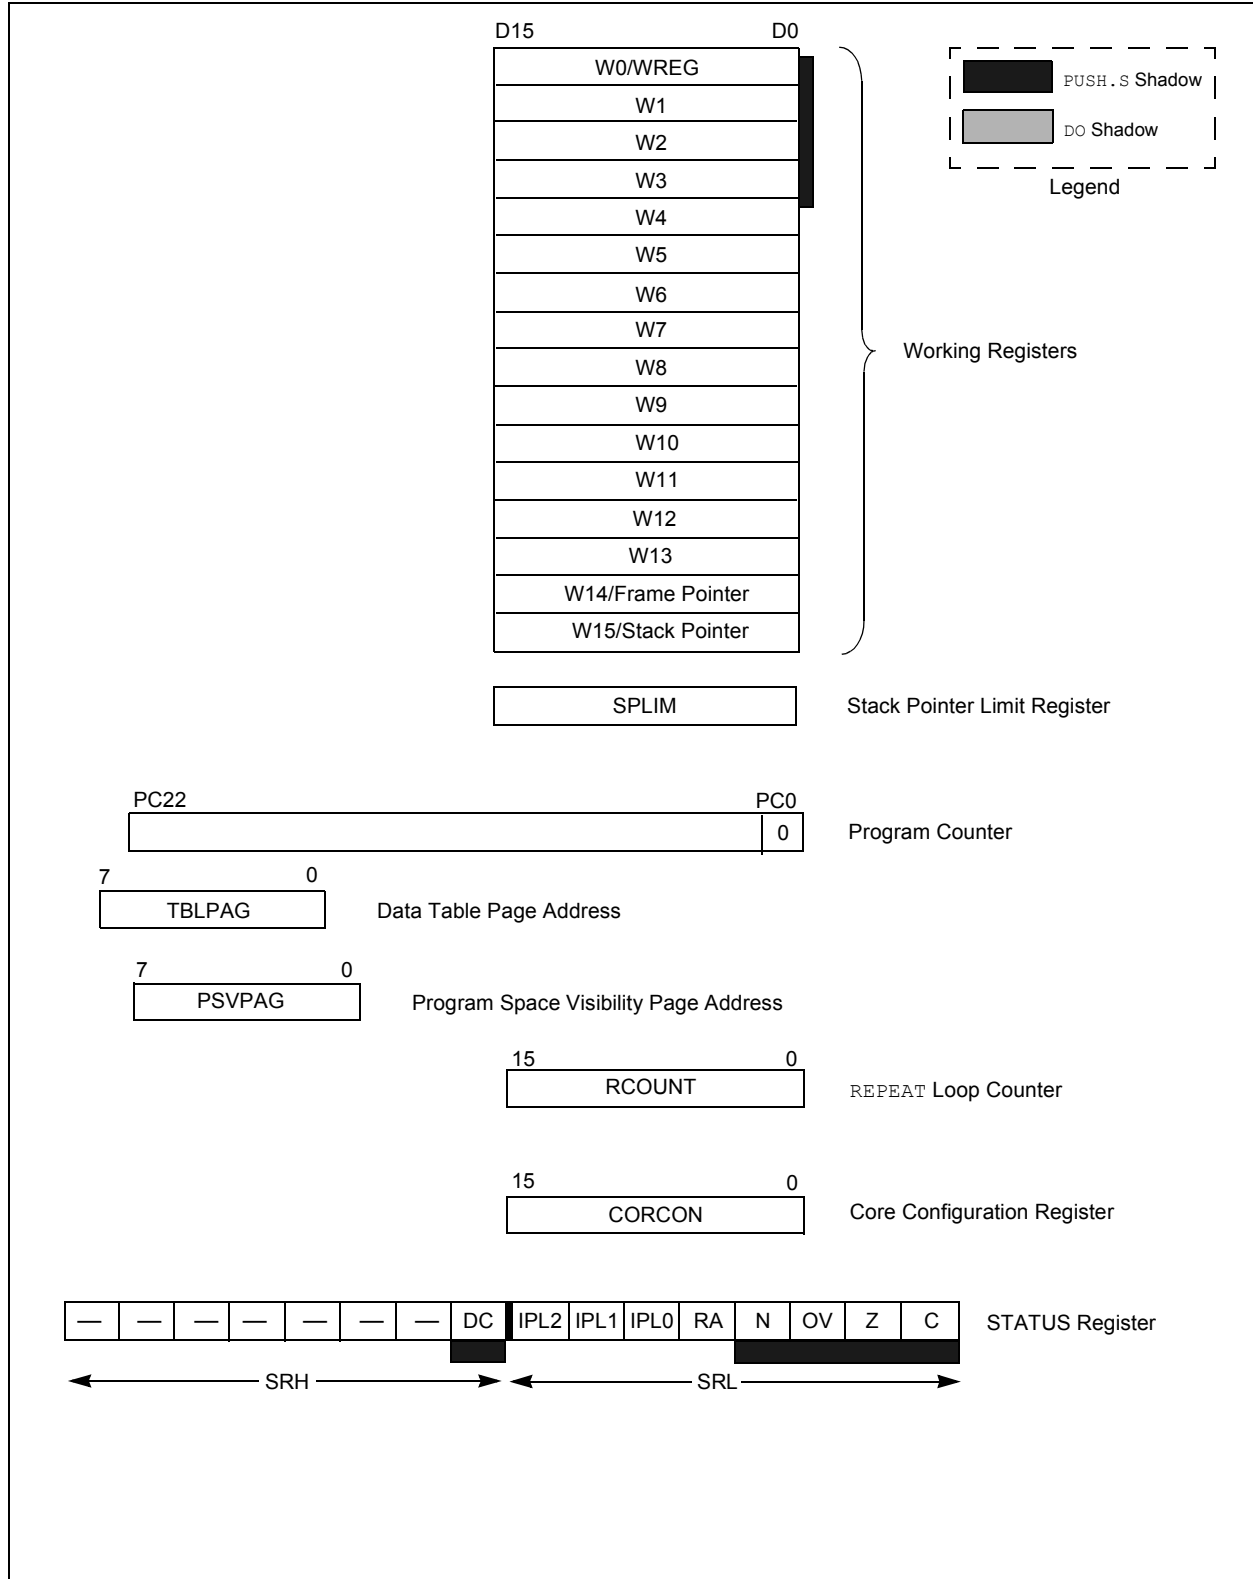 D15 D0
W0/WREG
PUSH.S Shadow
W1
DO Shadow
W2
W3
Legend
W4
W5
W6
W7
Working Registers
W8
W9
W10
W11
W12
W13
W14/Frame Pointer
W15/Stack Pointer
SPLIM Stack Pointer Limit Register
PC22 PC0
0 Program Counter
7 0
TBLPAG Data Table Page Address
7 0
PSVPAG Program Space Visibility Page Address
15 0
RCOUNT REPEAT Loop Counter
15 0
CORCON Core Configuration Register
— — — — — — — DC IPL2 IPL1 IPL0 RA N OV Z C STATUS Register
SRH SRL